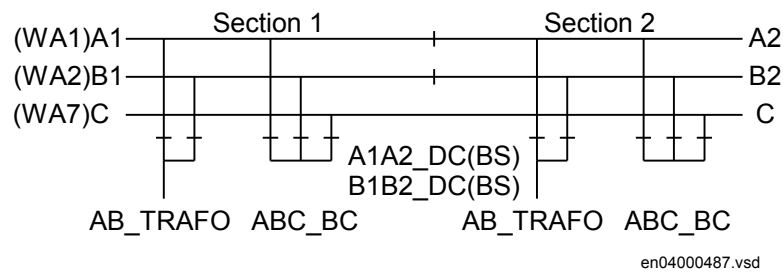 Section 1 Section 2
(WA1)A1 A2
(WA2)B1 B2
(WA7)C C
A1A2_DC(BS)
B1B2_DC(BS)
AB_TRAFO ABC_BC AB_TRAFO ABC_BC
en04000487.vsd